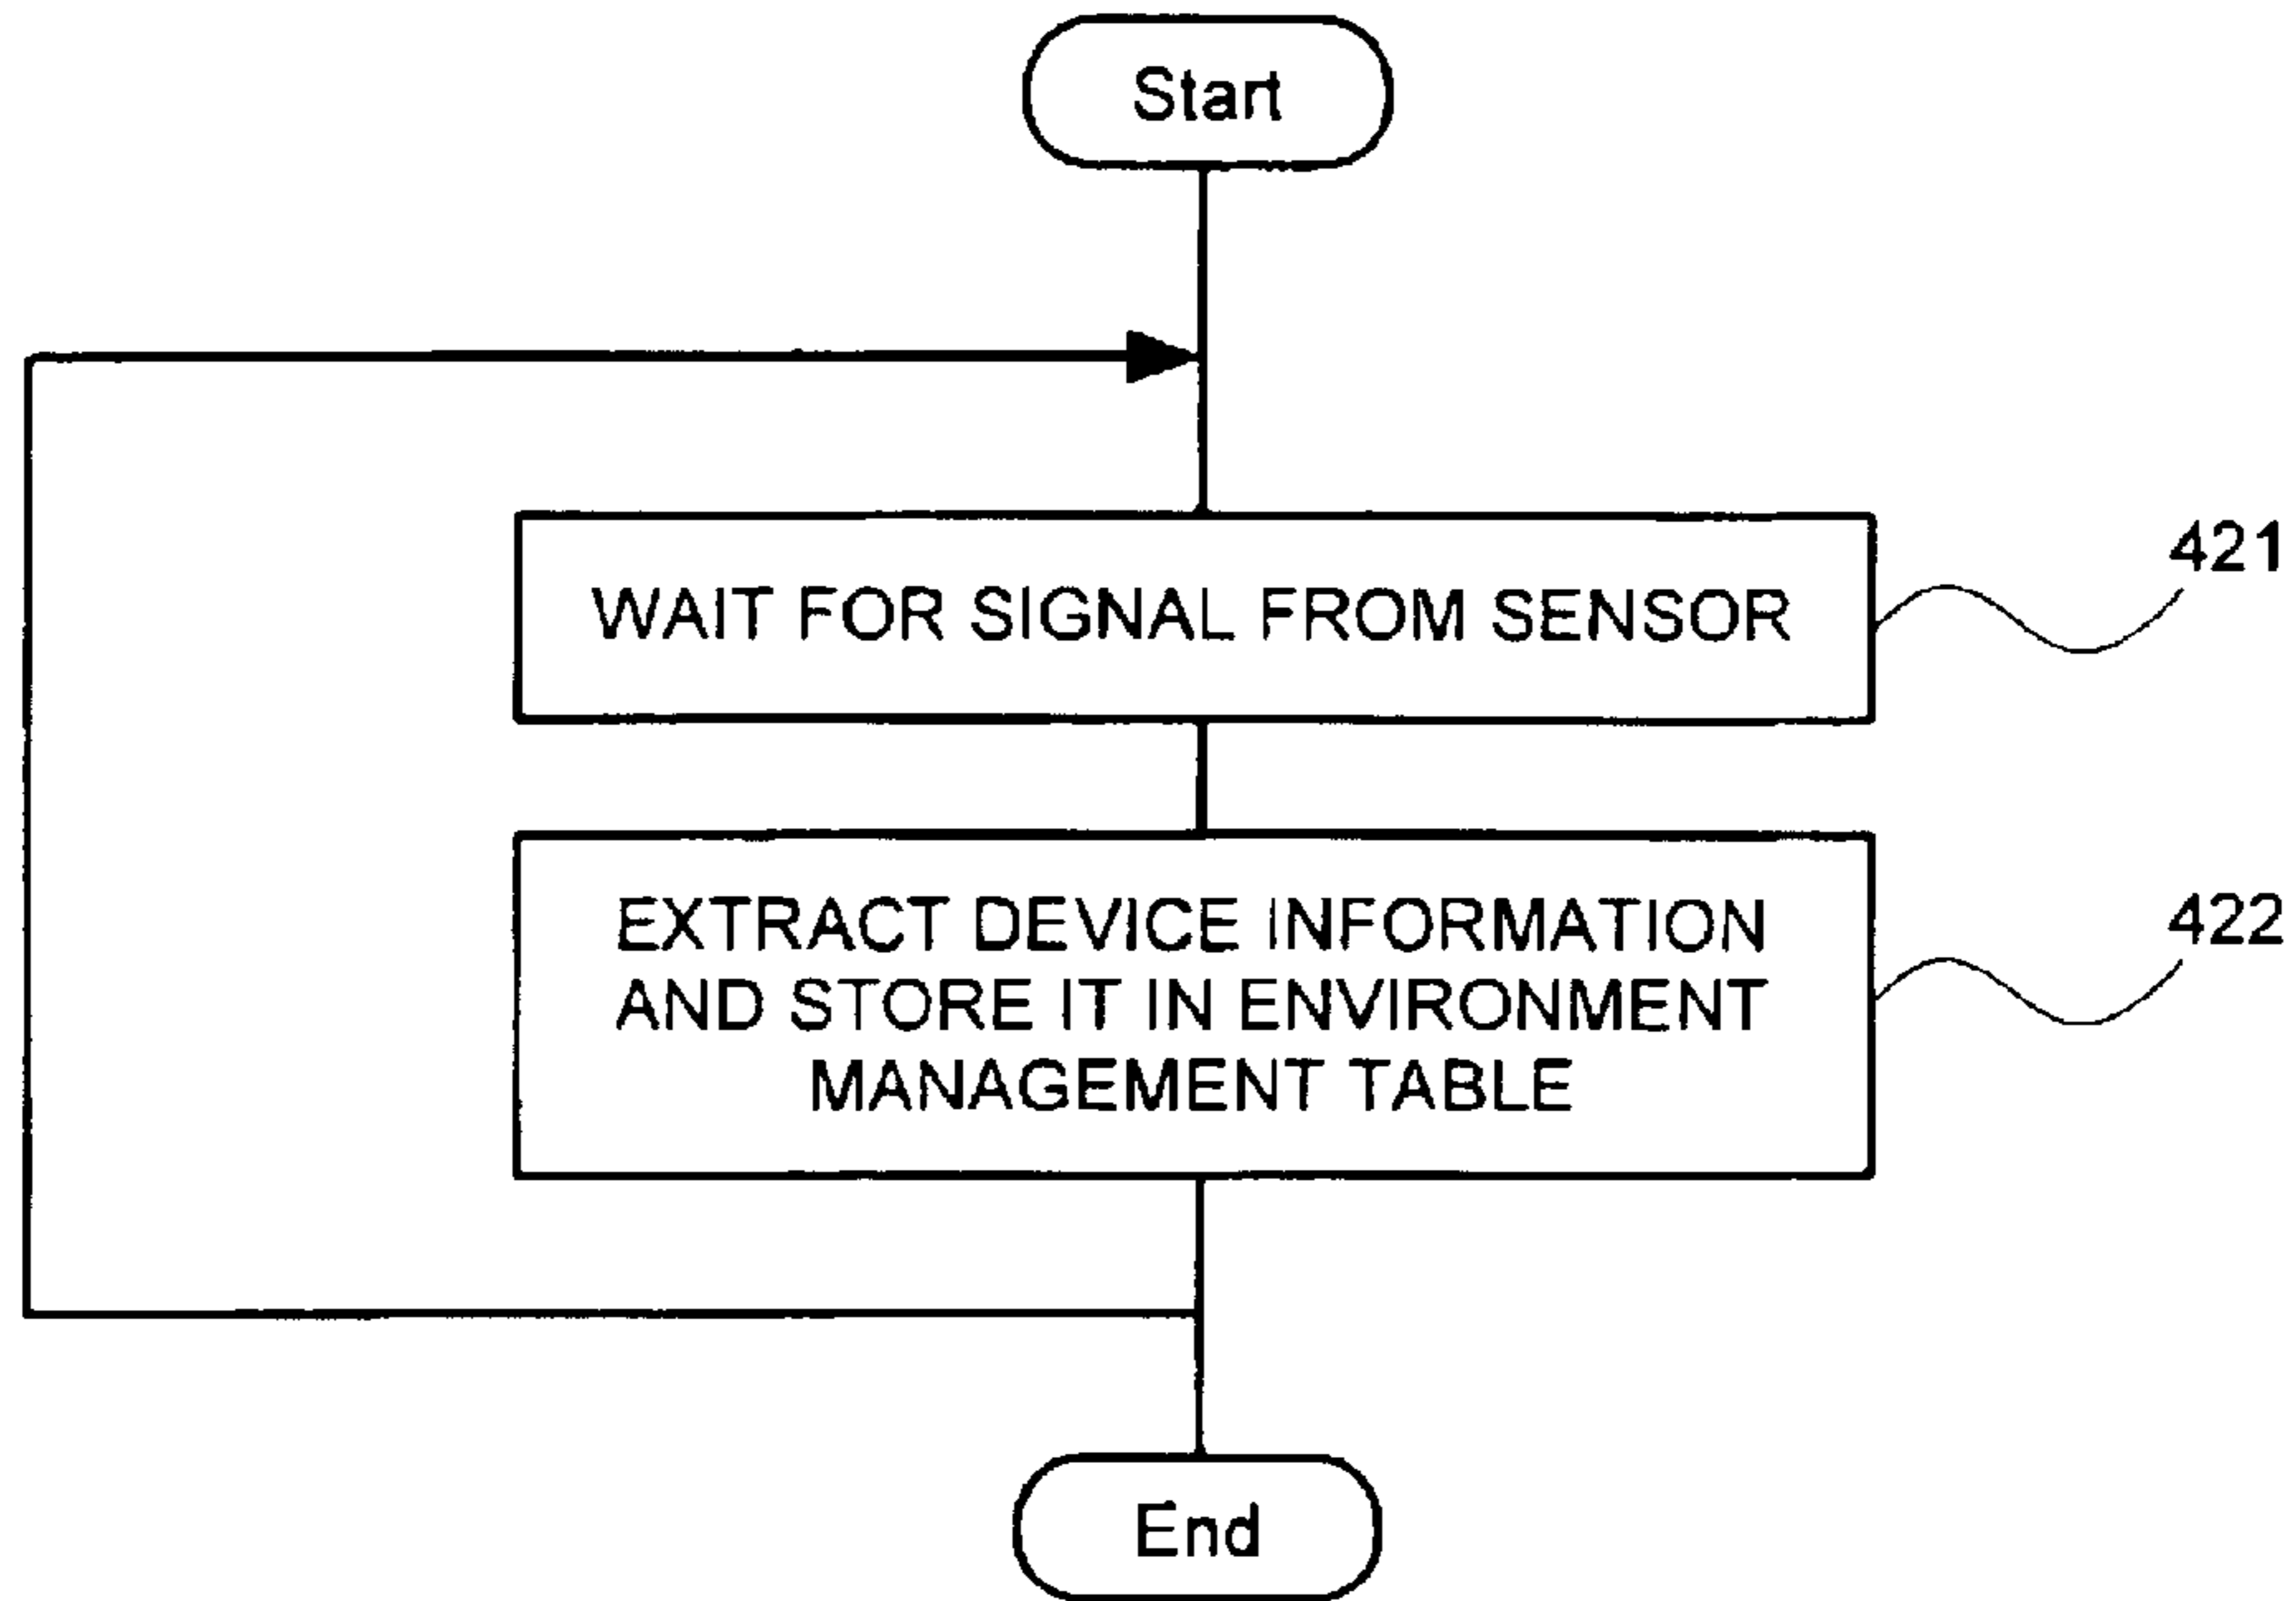 Start
WAIT FOR SIGNAL FROM SENSOR
421
EXTRACT DEVICE INFORMATION
AND STORE IT IN ENVIRONMENT
MANAGEMENT TABLE
422
End